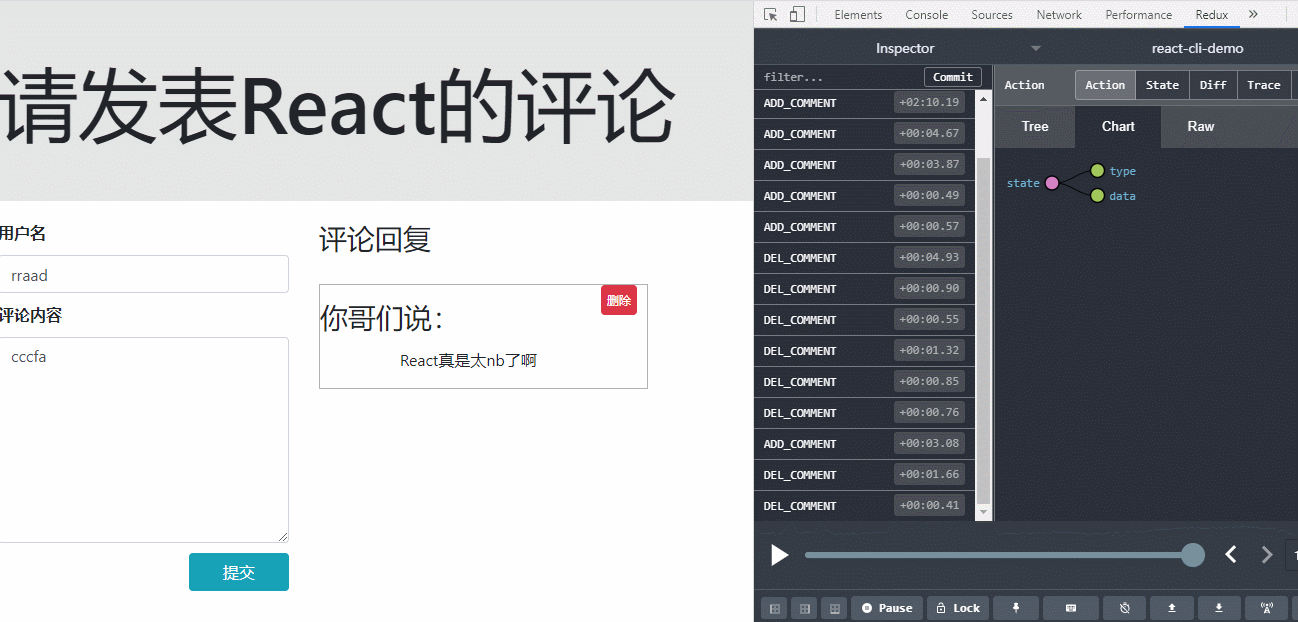 请发表React的评论
用户名
rraad
评论内容
cccfa
提交
评论回复
删除
你哥们说：
React真是太nb了啊
Elements Console Sources Network Performance Redux »
Inspector react-cli-demo
filter... Commit
ADD_COMMENT +02:10.19
ADD_COMMENT +00:04.67
ADD_COMMENT +00:03.87
ADD_COMMENT +00:00.49
ADD_COMMENT +00:00.57
DEL_COMMENT +00:04.93
DEL_COMMENT +00:00.90
DEL_COMMENT +00:00.55
DEL_COMMENT +00:01.32
DEL_COMMENT +00:00.85
DEL_COMMENT +00:00.76
ADD_COMMENT +00:03.08
DEL_COMMENT +00:01.66
DEL_COMMENT +00:00.41
Action Action State Diff Trace
Tree Chart Raw
state
type
data
Pause Lock